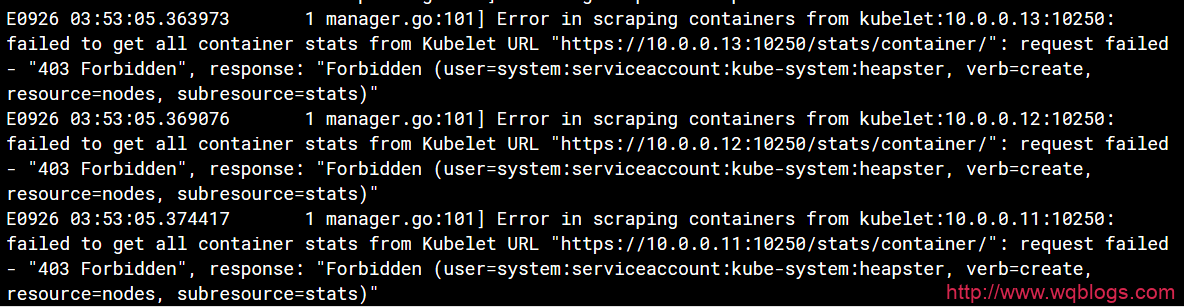 E0926 03:53:05.363973       1 manager.go:101] Error in scraping containers from kubelet:10.0.0.13:10250:
failed to get all container stats from Kubelet URL "https://10.0.0.13:10250/stats/container/": request failed
- "403 Forbidden", response: "Forbidden (user=system:serviceaccount:kube-system:heapster, verb=create,
resource=nodes, subresource=stats)"
E0926 03:53:05.369076       1 manager.go:101] Error in scraping containers from kubelet:10.0.0.12:10250:
failed to get all container stats from Kubelet URL "https://10.0.0.12:10250/stats/container/": request failed
- "403 Forbidden", response: "Forbidden (user=system:serviceaccount:kube-system:heapster, verb=create,
resource=nodes, subresource=stats)"
E0926 03:53:05.374417       1 manager.go:101] Error in scraping containers from kubelet:10.0.0.11:10250:
failed to get all container stats from Kubelet URL "https://10.0.0.11:10250/stats/container/": request failed
- "403 Forbidden", response: "Forbidden (user=system:serviceaccount:kube-system:heapster, verb=create,
resource=nodes, subresource=stats)"
http://www.wqblogs.com